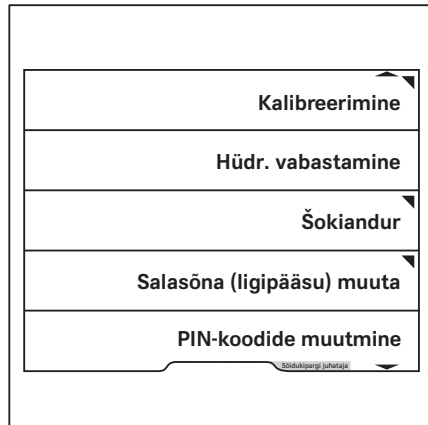 Kalibreerimine
Hüdr. vabastamine
Šokiandur
Salasõna (ligipääsu) muuta
PIN-koodide muutmine
Sõidukipargi juhataja